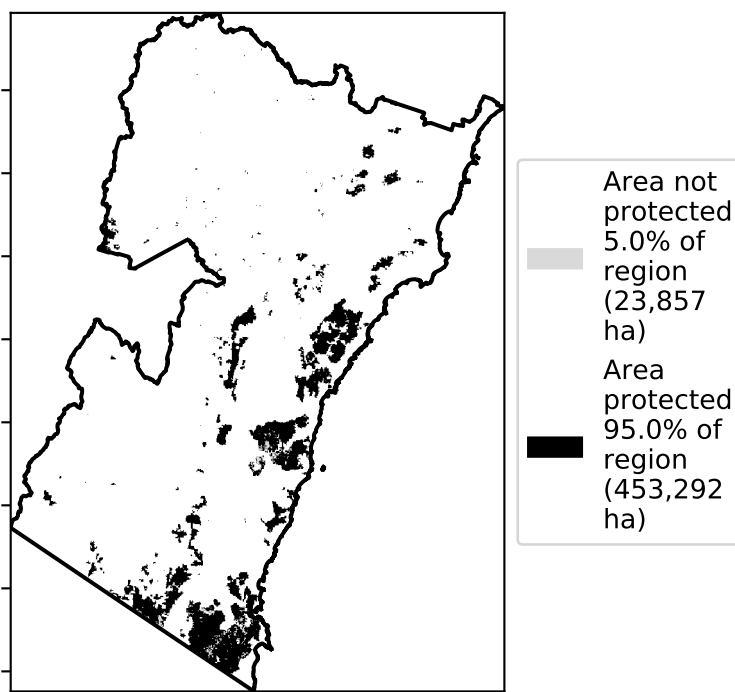 Area not
protected
5.0% of
region
(23,857
ha)
Area
protected
95.0% of
region
(453,292
ha)